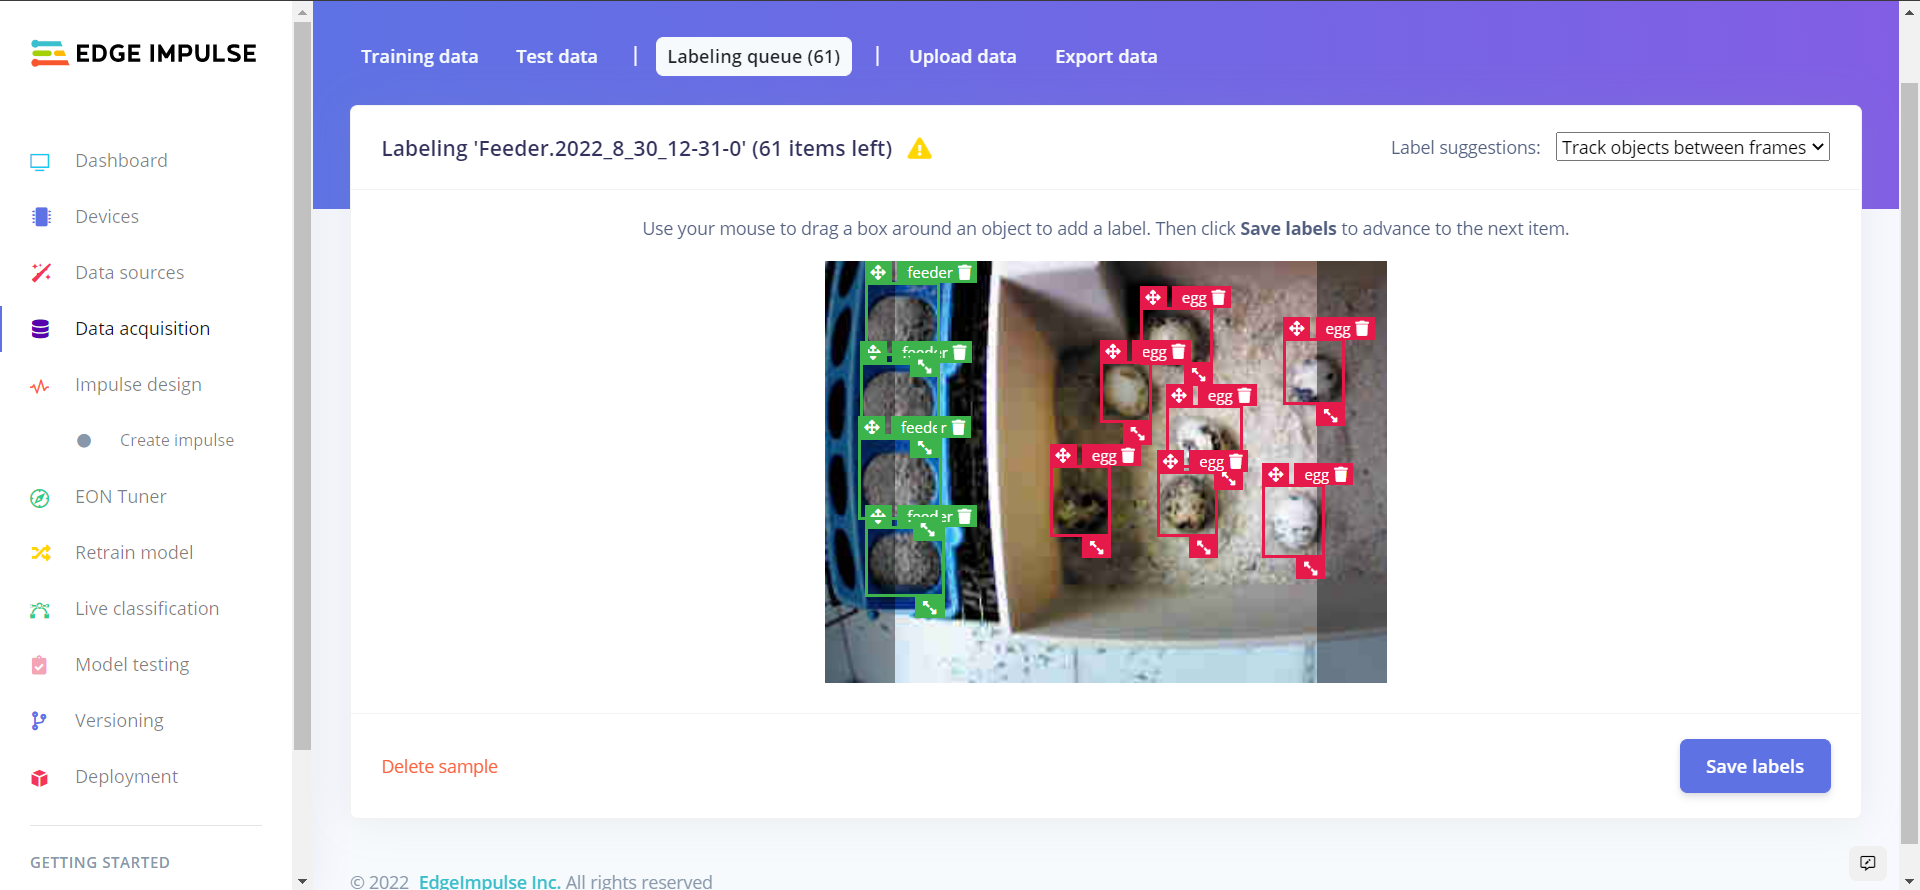 EDGE IMPULSE
Dashboard
Devices
Data sources
Data acquisition
Impulse design
Create impulse
EON Tuner
Retrain model
Live classification
Model testing
Versioning
Deployment
GETTING STARTED
Training data | Test data | Labeling queue (61) | Upload data Export data
Labeling 'Feeder.2022_8_30_12-31-0' (61 items left)
Label suggestions: Track objects between frames
Use your mouse to drag a box around an object to add a label. Then click Save labels to advance to the next item.
feeder
feeder
feeder
feeder
egg
egg
egg
egg
egg
egg
egg
Delete sample
Save labels
© 2022 EdgeImpulse Inc. All rights reserved